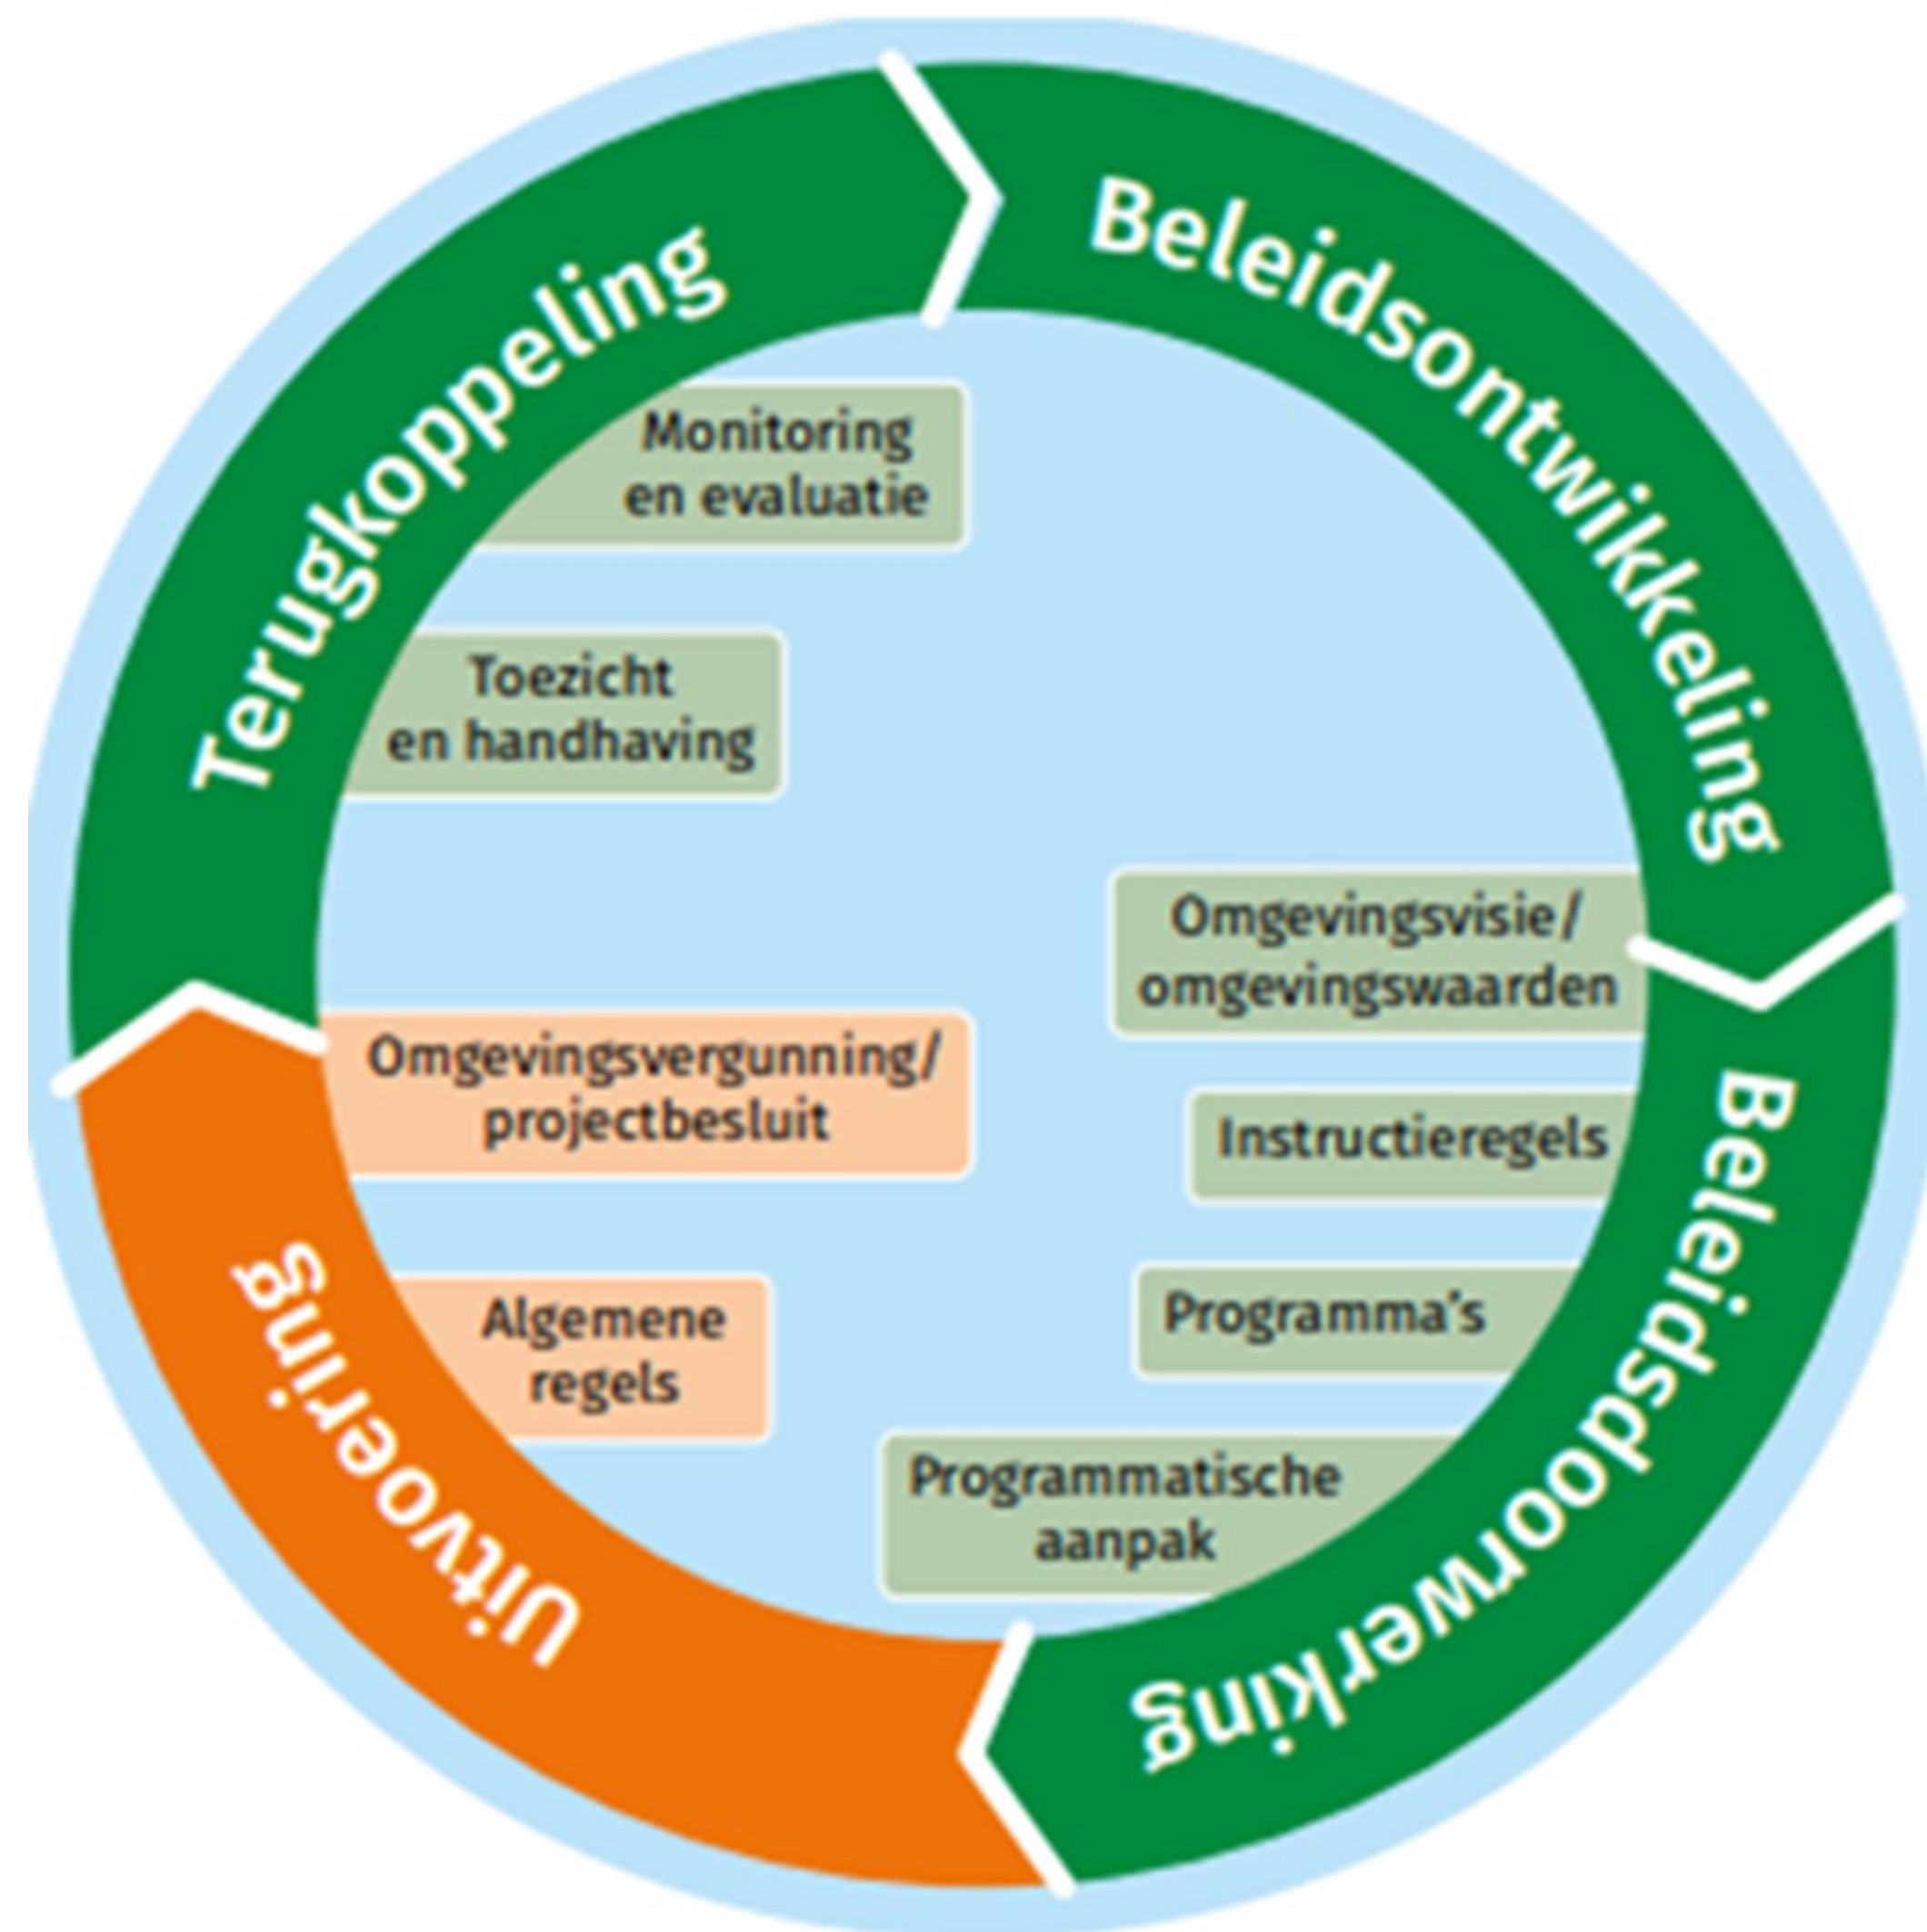 Beleidsontwikkeling
Beleidsdoorwerking
Uitvoering
Terugkoppeling
Monitoring
en evaluatie
Toezicht
en handhaving
Omgevingsvisie/
omgevingswaarden
Omgevingsvergunning/
projectbesluit
Instructieregels
Programma's
Algemene
regels
Programmatische
aanpak